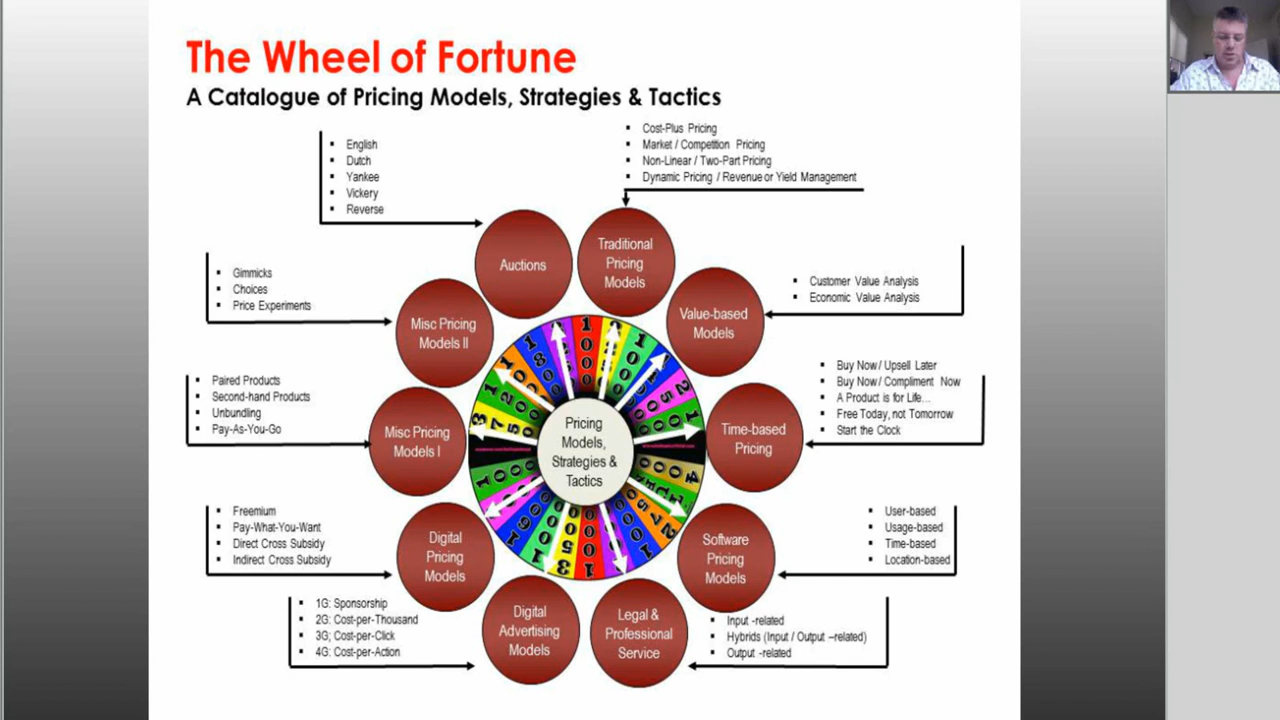 The Wheel of Fortune
A Catalogue of Pricing Models, Strategies & Tactics
English
Dutch
Yankee
Vickery
Reverse
Auctions
Cost-Plus Pricing
Market / Competition Pricing
Non-Linear / Two-Part Pricing
Dynamic Pricing / Revenue or Yield Management
Traditional
Pricing
Models
Customer Value Analysis
Economic Value Analysis
Value-based
Models
Buy Now / Upsell Later
Buy Now / Compliment Now
A Product is for Life...
Free Today, not Tomorrow
Start the Clock
Time-based
Pricing
User-based
Usage-based
Time-based
Location-based
Software
Pricing
Models
Input -related
Hybrids (Input / Output –related)
Output -related
Legal &
Professional
Service
1G: Sponsorship
2G: Cost-per-Thousand
3G; Cost-per-Click
4G: Cost-per-Action
Digital
Advertising
Models
Freemium
Pay-What-You-Want
Direct Cross Subsidy
Indirect Cross Subsidy
Digital
Pricing
Models
Paired Products
Second-hand Products
Unbundling
Pay-As-You-Go
Misc Pricing
Models I
Gimmicks
Choices
Price Experiments
Misc Pricing
Models II
Pricing
Models,
Strategies &
Tactics